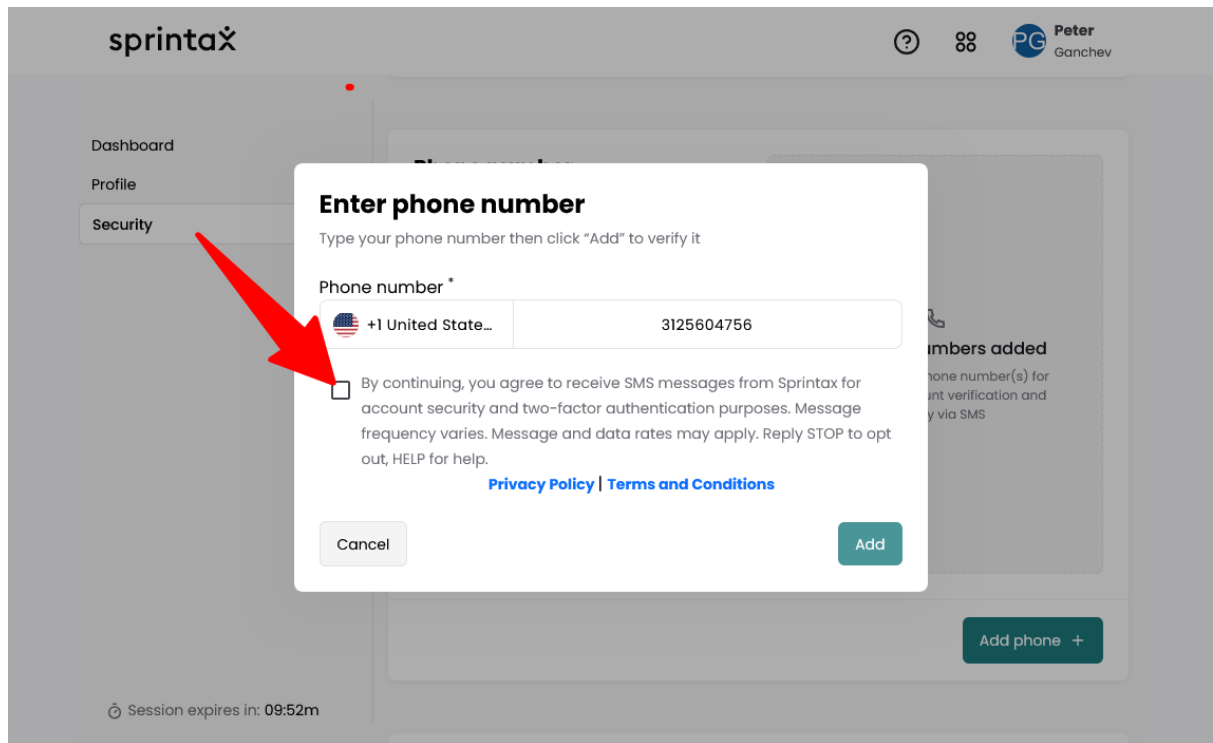 sprintax
PG
Peter
Ganchev
Dashboard
Profile
Security
Enter phone number
Type your phone number then click “Add” to verify it
Phone number *
+1 United State...
3125604756
By continuing, you agree to receive SMS messages from Sprintax for
account security and two-factor authentication purposes. Message
frequency varies. Message and data rates may apply. Reply STOP to opt
out, HELP for help.
Privacy Policy | Terms and Conditions
Cancel
Add
added
number(s) for
verification and
via SMS
Add phone +
Session expires in: 09:52m